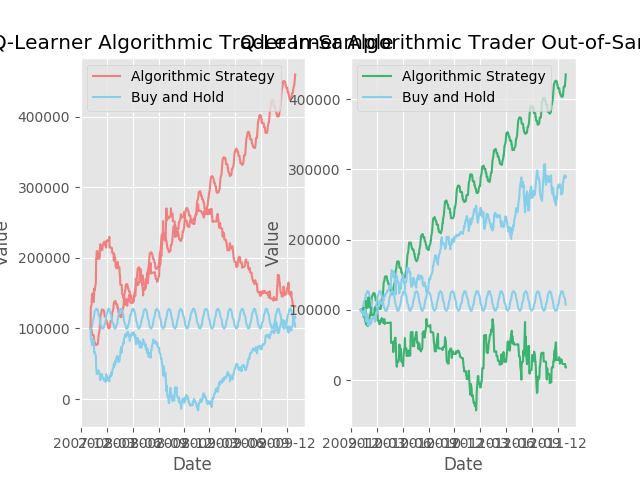 Q-Learner Algorithmic Trader In-Sample
Q-Learner Algorithmic Trader Out-of-Sam
Algorithmic Strategy
Buy and Hold
400000
300000
200000
100000
0
Value
Date
Algorithmic Strategy
Buy and Hold
400000
300000
200000
100000
0
Value
Date